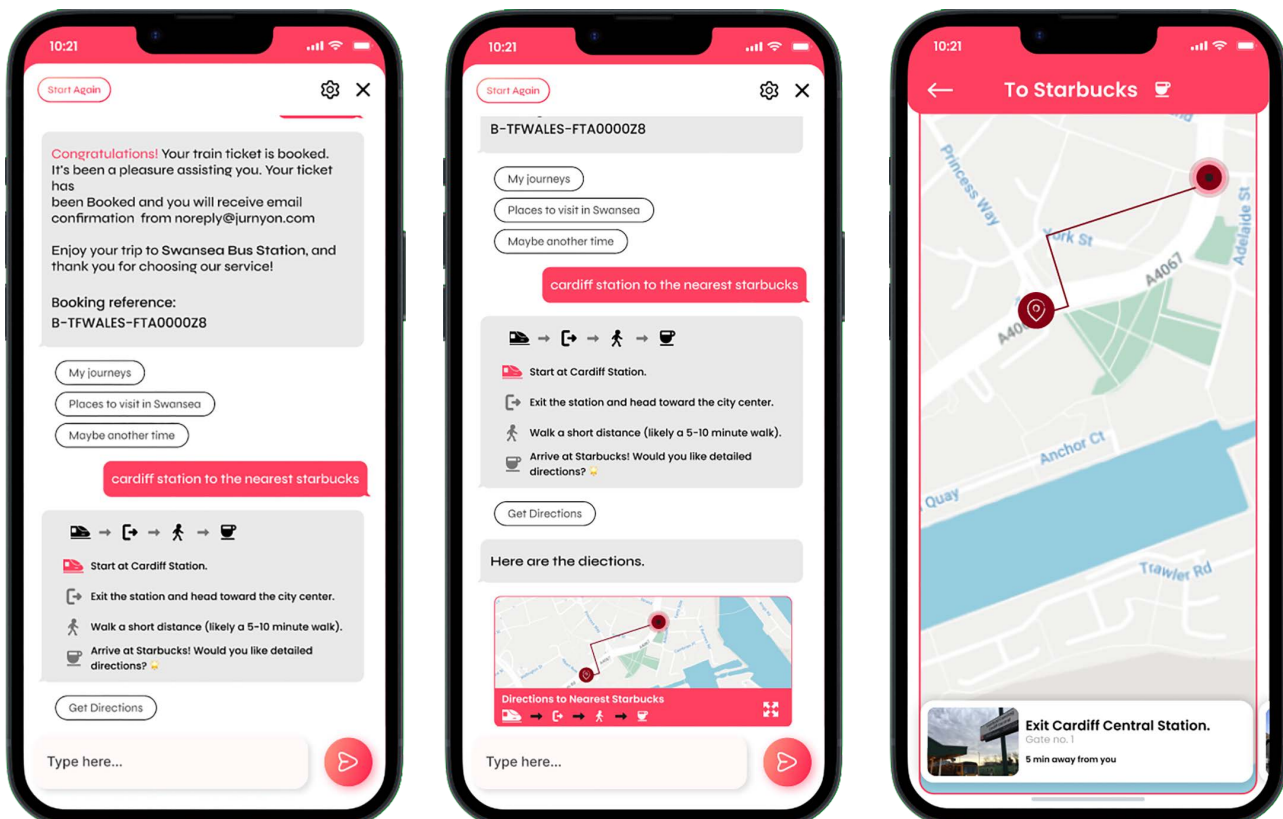 10:21
Start Again
Congratulations! Your train ticket is booked.
It's been a pleasure assisting you. Your ticket
has
been Booked and you will receive email
confirmation from noreply@jurnyon.com
Enjoy your trip to Swansea Bus Station, and
thank you for choosing our service!
Booking reference:
B-TFWALES-FTA0000Z8
My journeys
Places to visit in Swansea
Maybe another time
cardiff station to the nearest starbucks
Start at Cardiff Station.
Exit the station and head toward the city center.
Walk a short distance (likely a 5-10 minute walk).
Arrive at Starbucks! Would you like detailed
directions?
Get Directions
Type here...
10:21
Start Again
B-TFWALES-FTA0000Z8
My journeys
Places to visit in Swansea
Maybe another time
cardiff station to the nearest starbucks
Start at Cardiff Station.
Exit the station and head toward the city center.
Walk a short distance (likely a 5-10 minute walk).
Arrive at Starbucks! Would you like detailed
directions?
Get Directions
Here are the diections.
Directions to Nearest Starbucks
Type here...
10:21
To Starbucks
Princess Way
York St
Adelaide St
A4067
Anchor Ct
Quay
Trawler Rd
Exit Cardiff Central Station.
Gate no. 1
5 min away from you